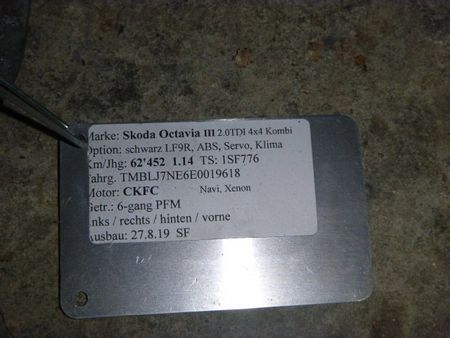 Marke: Skoda Octavia III 2.0TDI 4x4 Kombi
Option: schwarz LF9R, ABS, Servo, Klima
Km/Jhg: 62'452 1.14 TS: 1SF776
Fahrg. TMBLJ7NE6E0019618
Motor: CKFC Navi, Xenon
Getr.: 6-gang PFM
inks / rechts / hinten / vorne
Ausbau: 27.8.19 SF